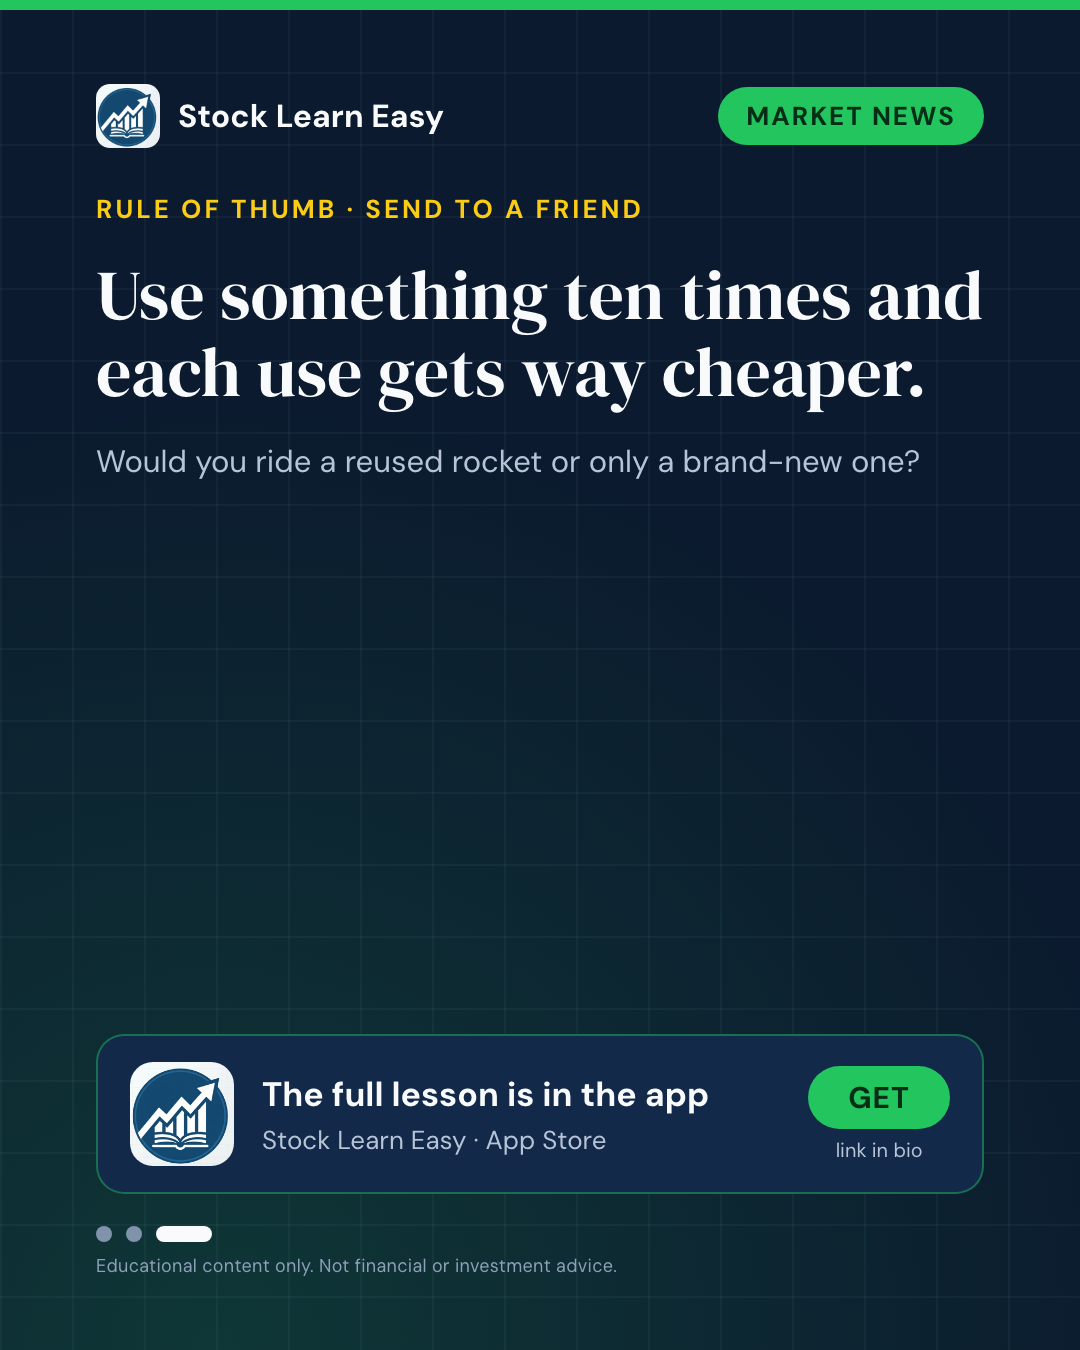 Stock Learn Easy
MARKET NEWS
RULE OF THUMB · SEND TO A FRIEND
Use something ten times and
each use gets way cheaper.
Would you ride a reused rocket or only a brand-new one?
The full lesson is in the app
Stock Learn Easy · App Store
GET
link in bio
Educational content only. Not financial or investment advice.